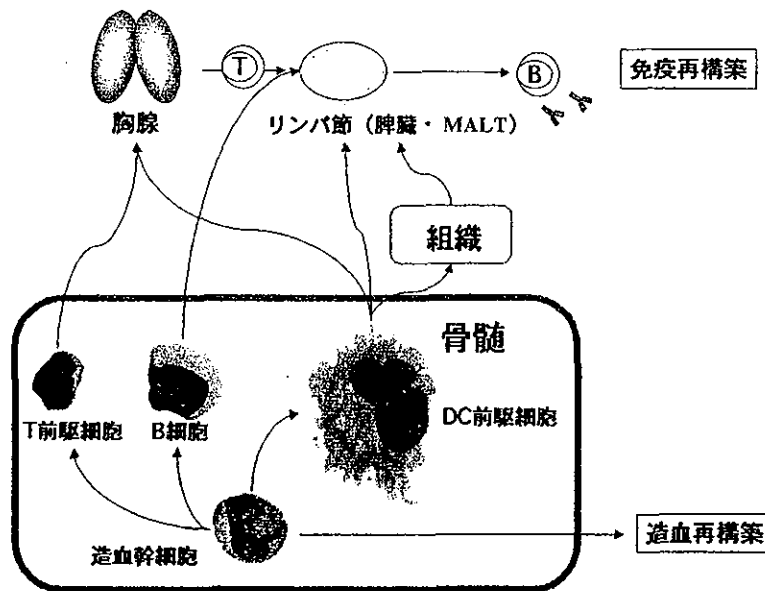 T
B
免疫再構築
胸腺
リンパ節（脾臓・MALT）
組織
骨髄
T前駆細胞
B細胞
DC前駆細胞
造血幹細胞
造血再構築